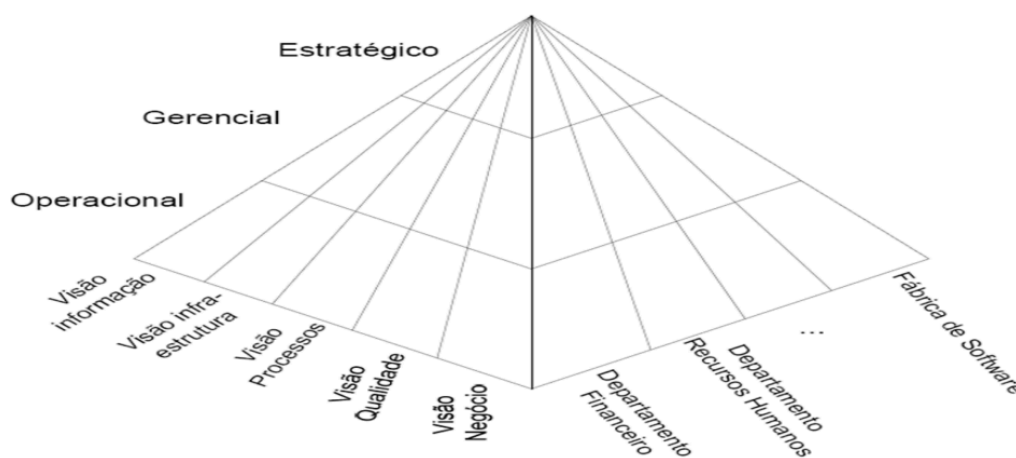 Estratégico
Gerencial
Operacional
Visão
informação
Visão infra-
estrutura
Visão
Processos
Visão
Qualidade
Visão
Negócio
Departamento
Financeiro
Departamento
Recursos Humanos
...
Fábrica de Software